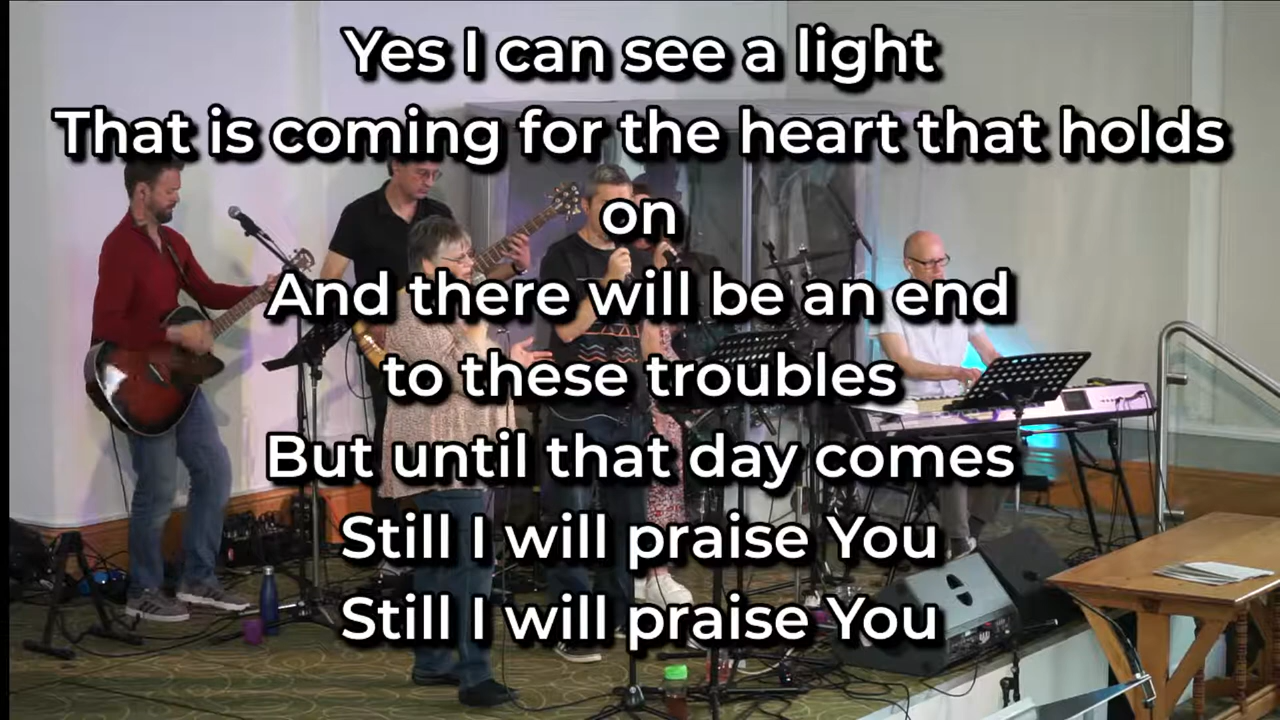 Yes I can see a light
That is coming for the heart that holds
on
And there will be an end
to these troubles
But until that day comes
Still I will praise You
Still I will praise You